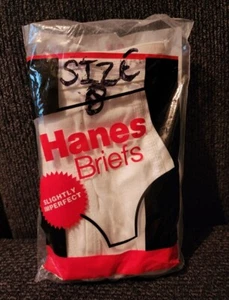 SIZE
8
Hanes
Briefs
SLIGHTLY
IMPERFECT